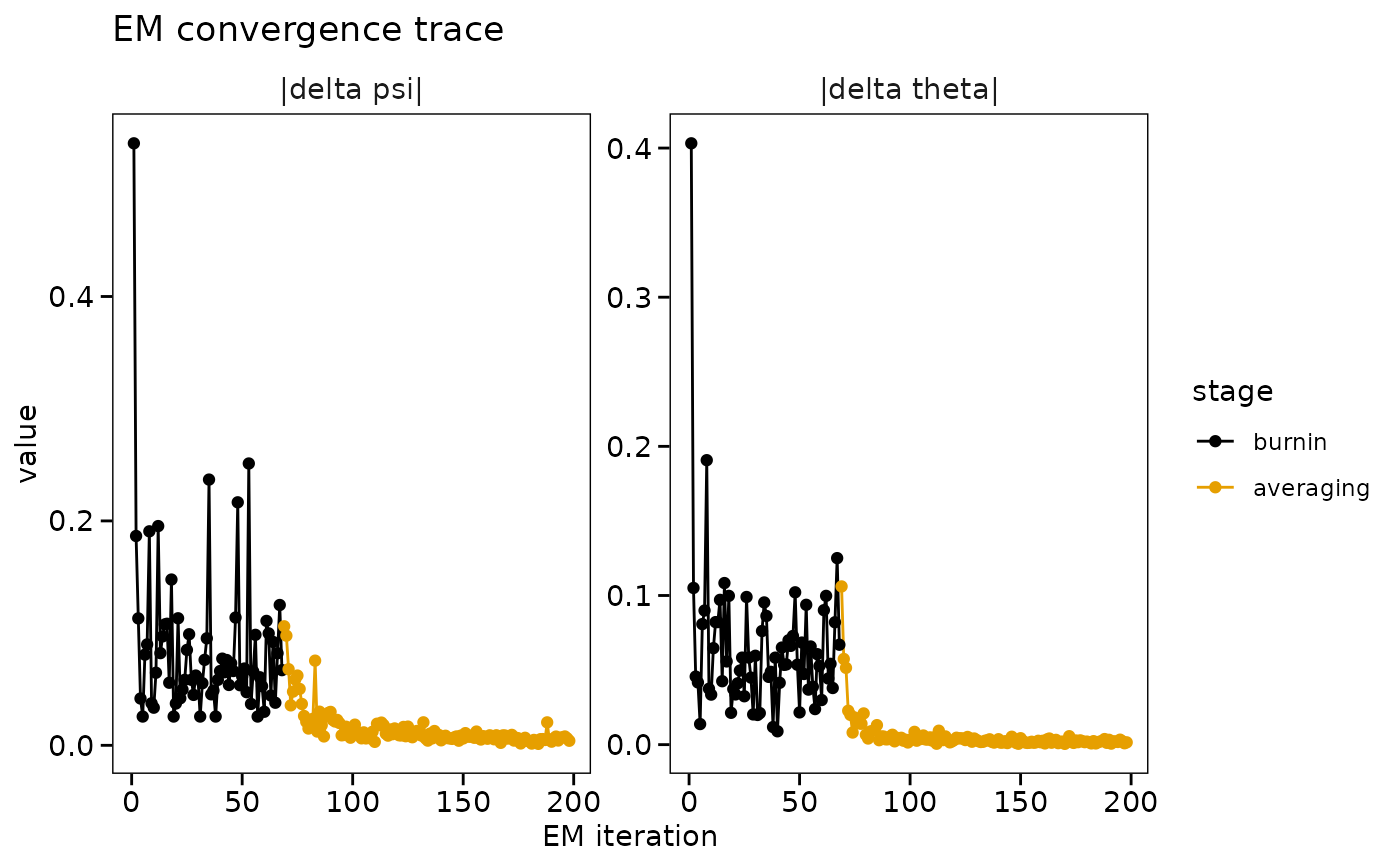 EM convergence trace
|delta psi|
|delta theta|
value
0.4
0.2
0.0
0 50 100 150 200
0.4
0.3
0.2
0.1
0.0
0 50 100 150 200
EM iteration
stage
burnin
averaging